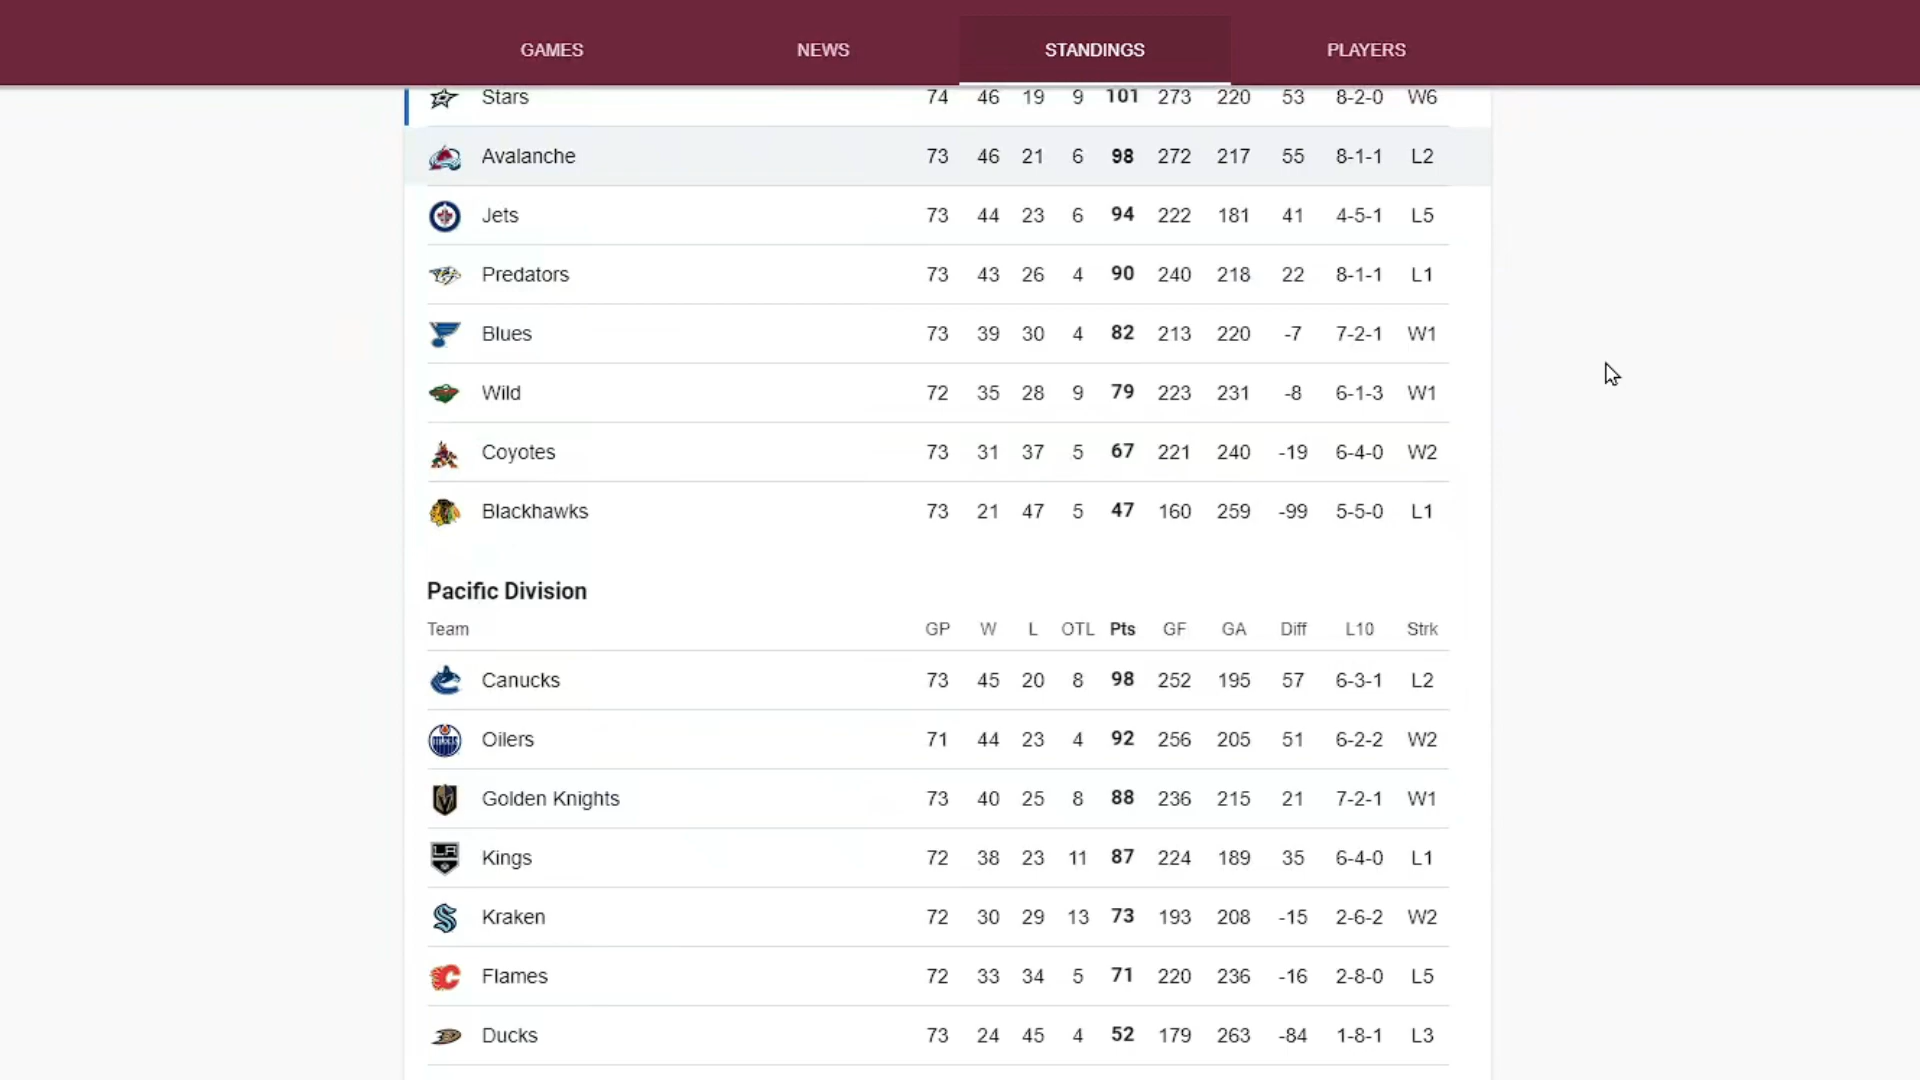 GAMES NEWS STANDINGS PLAYERS
Stars 74 46 19 9 101 273 220 53 8-2-0 W6
Avalanche 73 46 21 6 98 272 217 55 8-1-1 L2
Jets 73 44 23 6 94 222 181 41 4-5-1 L5
Predators 73 43 26 4 90 240 218 22 8-1-1 L1
Blues 73 39 30 4 82 213 220 -7 7-2-1 W1
Wild 72 35 28 9 79 223 231 -8 6-1-3 W1
Coyotes 73 31 37 5 67 221 240 -19 6-4-0 W2
Blackhawks 73 21 47 5 47 160 259 -99 5-5-0 L1
Pacific Division
Team GP W L OTL Pts GF GA Diff L10 Strk
Canucks 73 45 20 8 98 252 195 57 6-3-1 L2
Oilers 71 44 23 4 92 256 205 51 6-2-2 W2
Golden Knights 73 40 25 8 88 236 215 21 7-2-1 W1
Kings 72 38 23 11 87 224 189 35 6-4-0 L1
Kraken 72 30 29 13 73 193 208 -15 2-6-2 W2
Flames 72 33 34 5 71 220 236 -16 2-8-0 L5
Ducks 73 24 45 4 52 179 263 -84 1-8-1 L3